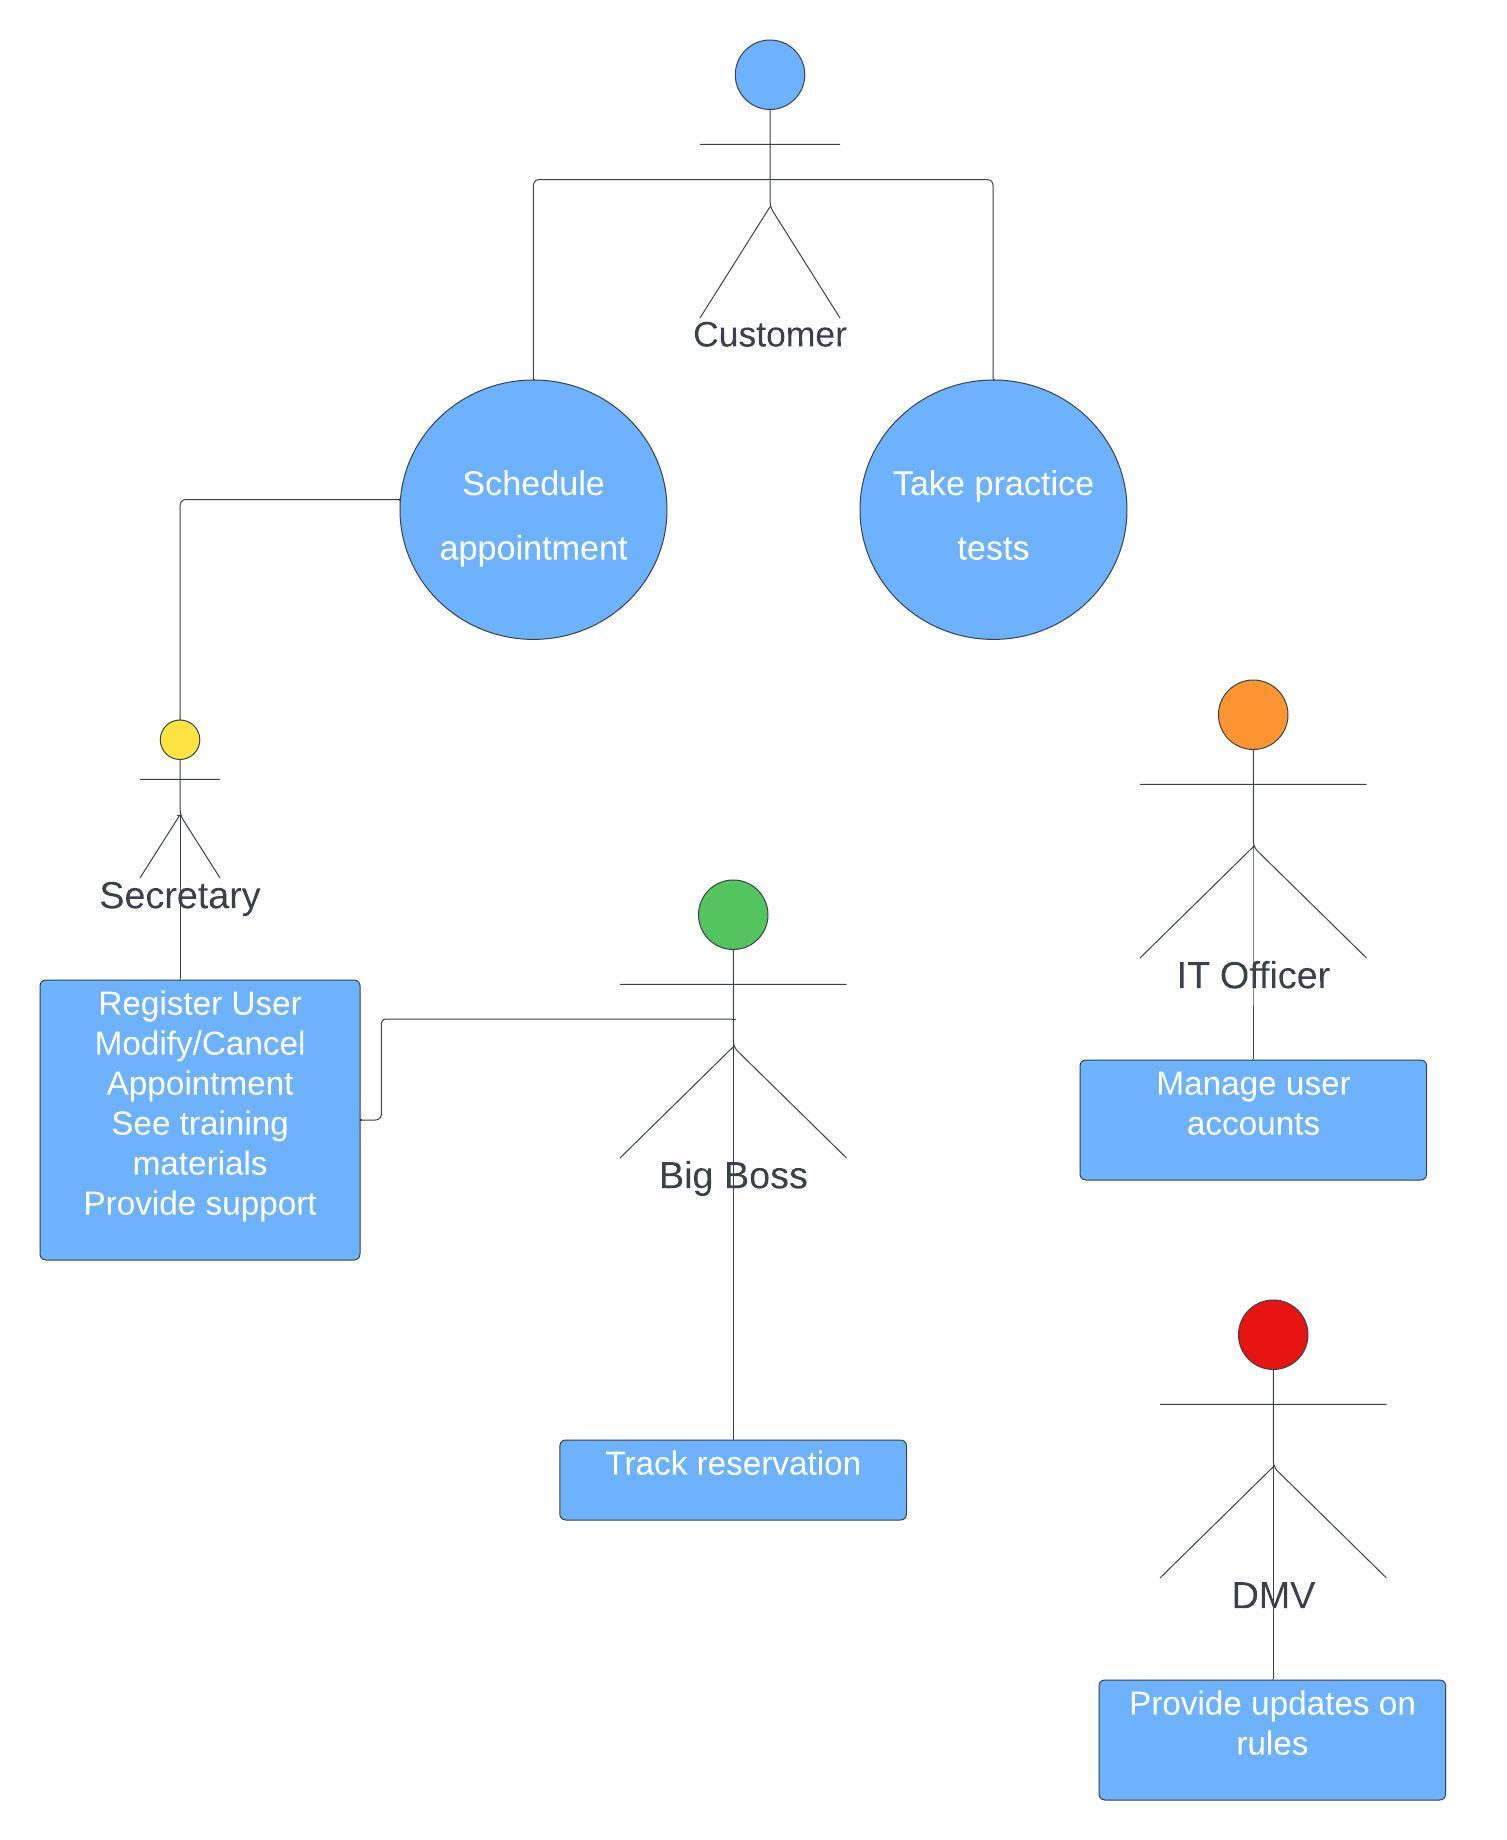 Customer
Schedule
appointment
Take practice
tests
Secretary
Register User
Modify/Cancel
Appointment
See training
materials
Provide support
Big Boss
Track reservation
IT Officer
Manage user
accounts
DMV
Provide updates on
rules